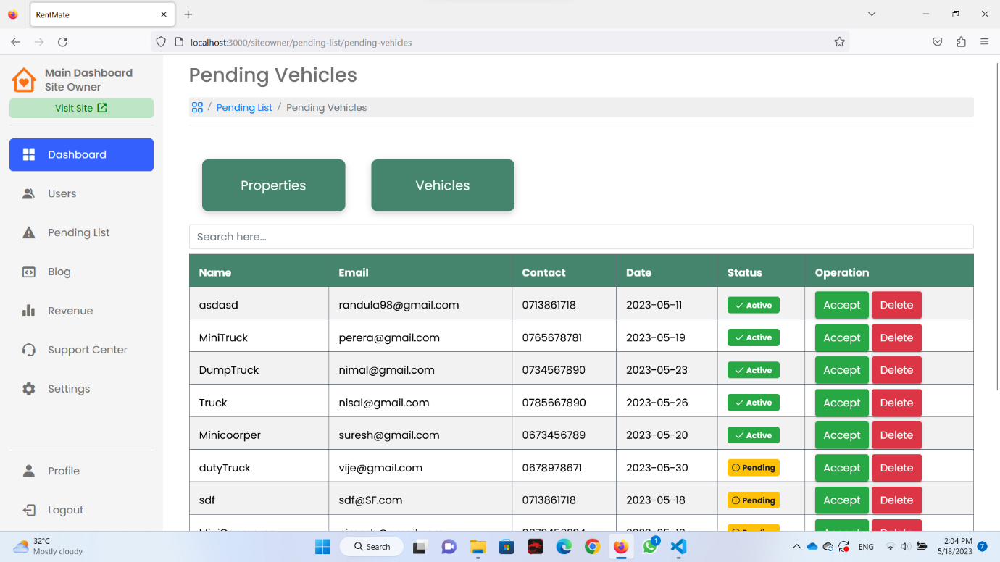 RentMate
localhost:3000/siteowner/pending-list/pending-vehicles
Main Dashboard
Site Owner
Visit Site
Dashboard
Users
Pending List
Blog
Revenue
Support Center
Settings
Profile
Logout
Pending Vehicles
/ Pending List / Pending Vehicles
Properties Vehicles
Search here...
Name Email Contact Date Status Operation
asdasd randula98@gmail.com 0713861718 2023-05-11 Active Accept Delete
MiniTruck perera@gmail.com 0765678781 2023-05-19 Active Accept Delete
DumpTruck nimal@gmail.com 0734567890 2023-05-23 Active Accept Delete
Truck nisal@gmail.com 0785667890 2023-05-26 Active Accept Delete
Minicoorper suresh@gmail.com 0673456789 2023-05-20 Active Accept Delete
dutyTruck vije@gmail.com 0678978671 2023-05-30 Pending Accept Delete
sdf sdf@SF.com 0713861718 2023-05-18 Pending Accept Delete
32°C
Mostly cloudy
Search
1
ENG
2:04 PM
5/18/2023
7